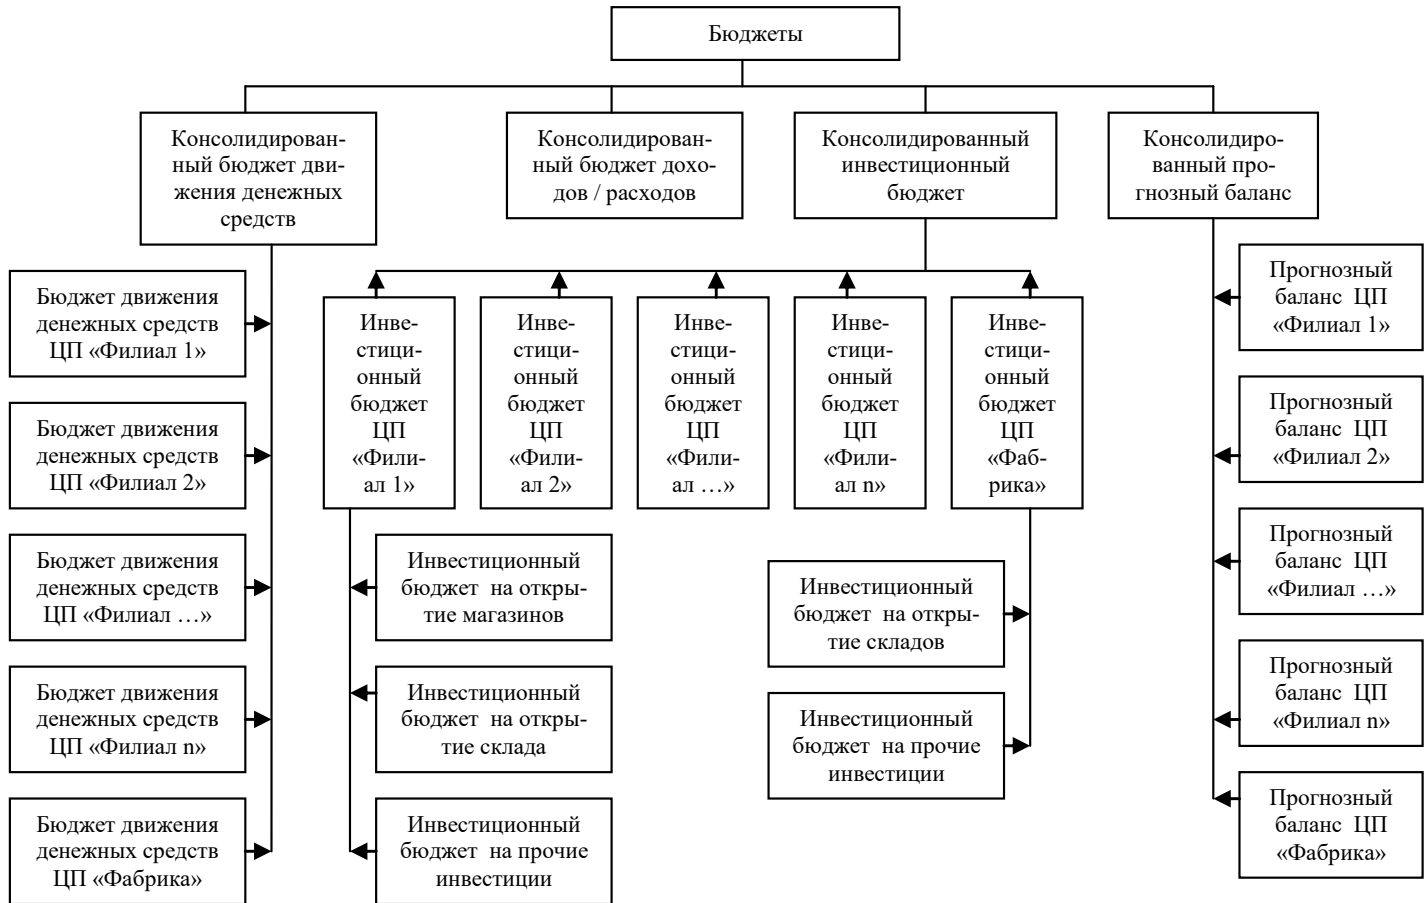 Бюджеты
Консолидирован-
ный бюджет дви-
жения денежных
средств
Консолидирован-
ный бюджет дохо-
дов / расходов
Консолидированный
инвестиционный
бюджет
Консолидиро-
ванный про-
гнозный баланс
Бюджет движения
денежных средств
ЦП «Филиал 1»
Бюджет движения
денежных средств
ЦП «Филиал 2»
Бюджет движения
денежных средств
ЦП «Филиал …»
Бюджет движения
денежных средств
ЦП «Филиал n»
Бюджет движения
денежных средств
ЦП «Фабрика»
Инве-
стици-
онный
бюджет
ЦП
«Фили-
ал 1»
Инве-
стици-
онный
бюджет
ЦП
«Фили-
ал 2»
Инве-
стици-
онный
бюджет
ЦП
«Фили-
ал …»
Инве-
стици-
онный
бюджет
ЦП
«Фили-
ал n»
Инве-
стици-
онный
бюджет
ЦП
«Фаб-
рика»
Инвестиционный
бюджет на откры-
тие магазинов
Инвестиционный
бюджет на откры-
тие склада
Инвестиционный
бюджет на прочие
инвестиции
Инвестиционный
бюджет на откры-
тие складов
Инвестиционный
бюджет на прочие
инвестиции
Прогнозный
баланс ЦП
«Филиал 1»
Прогнозный
баланс ЦП
«Филиал 2»
Прогнозный
баланс ЦП
«Филиал …»
Прогнозный
баланс ЦП
«Филиал n»
Прогнозный
баланс ЦП
«Фабрика»